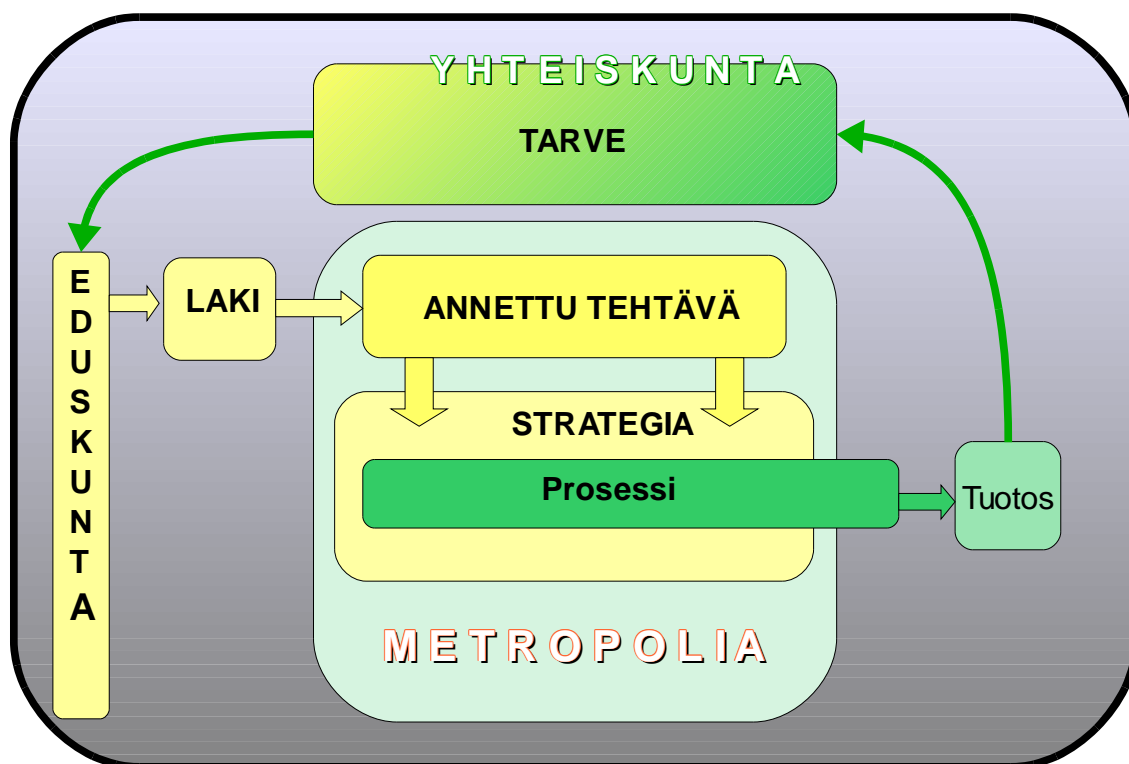 YHTEISKUNTA
TARVE
EDUSKUNTA
LAKI
ANNETTU TEHTÄVÄ
STRATEGIA
Prosessi
Tuotos
METROPOLIA